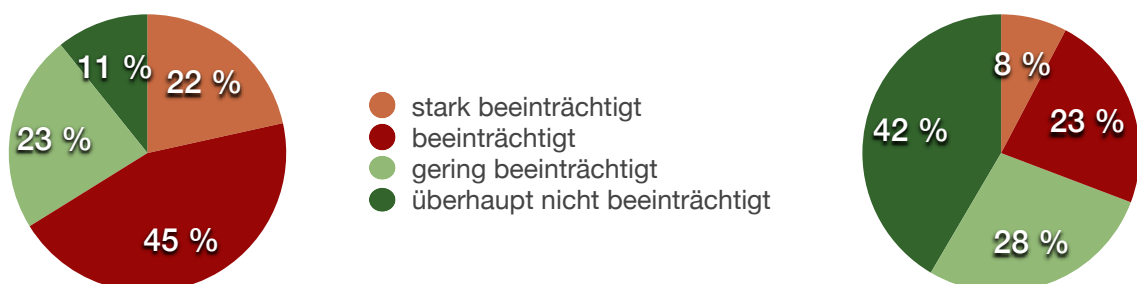 11 %
22 %
23 %
45 %
stark beeinträchtigt
beeinträchtigt
gering beeinträchtigt
überhaupt nicht beeinträchtigt
8 %
23 %
42 %
28 %